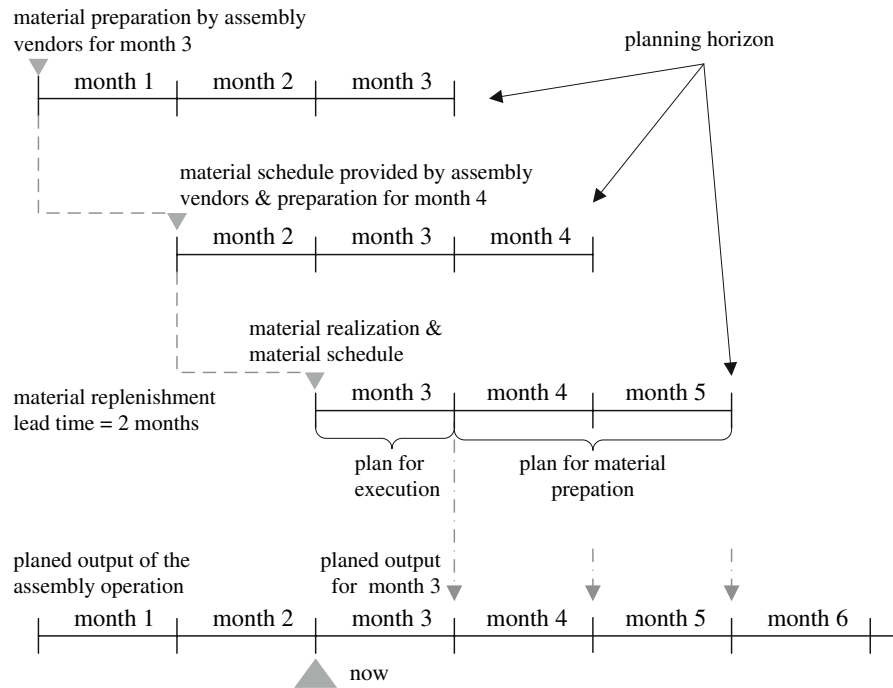 material preparation by assembly
vendors for month 3
planning horizon
month 1 month 2 month 3
material schedule provided by assembly
vendors & preparation for month 4
month 2 month 3 month 4
material realization &
material schedule
material replenishment
lead time = 2 months
month 3 month 4 month 5
plan for
execution
plan for material
prepation
planed output of the
assembly operation
planed output
for month 3
month 1 month 2 month 3 month 4 month 5 month 6
now